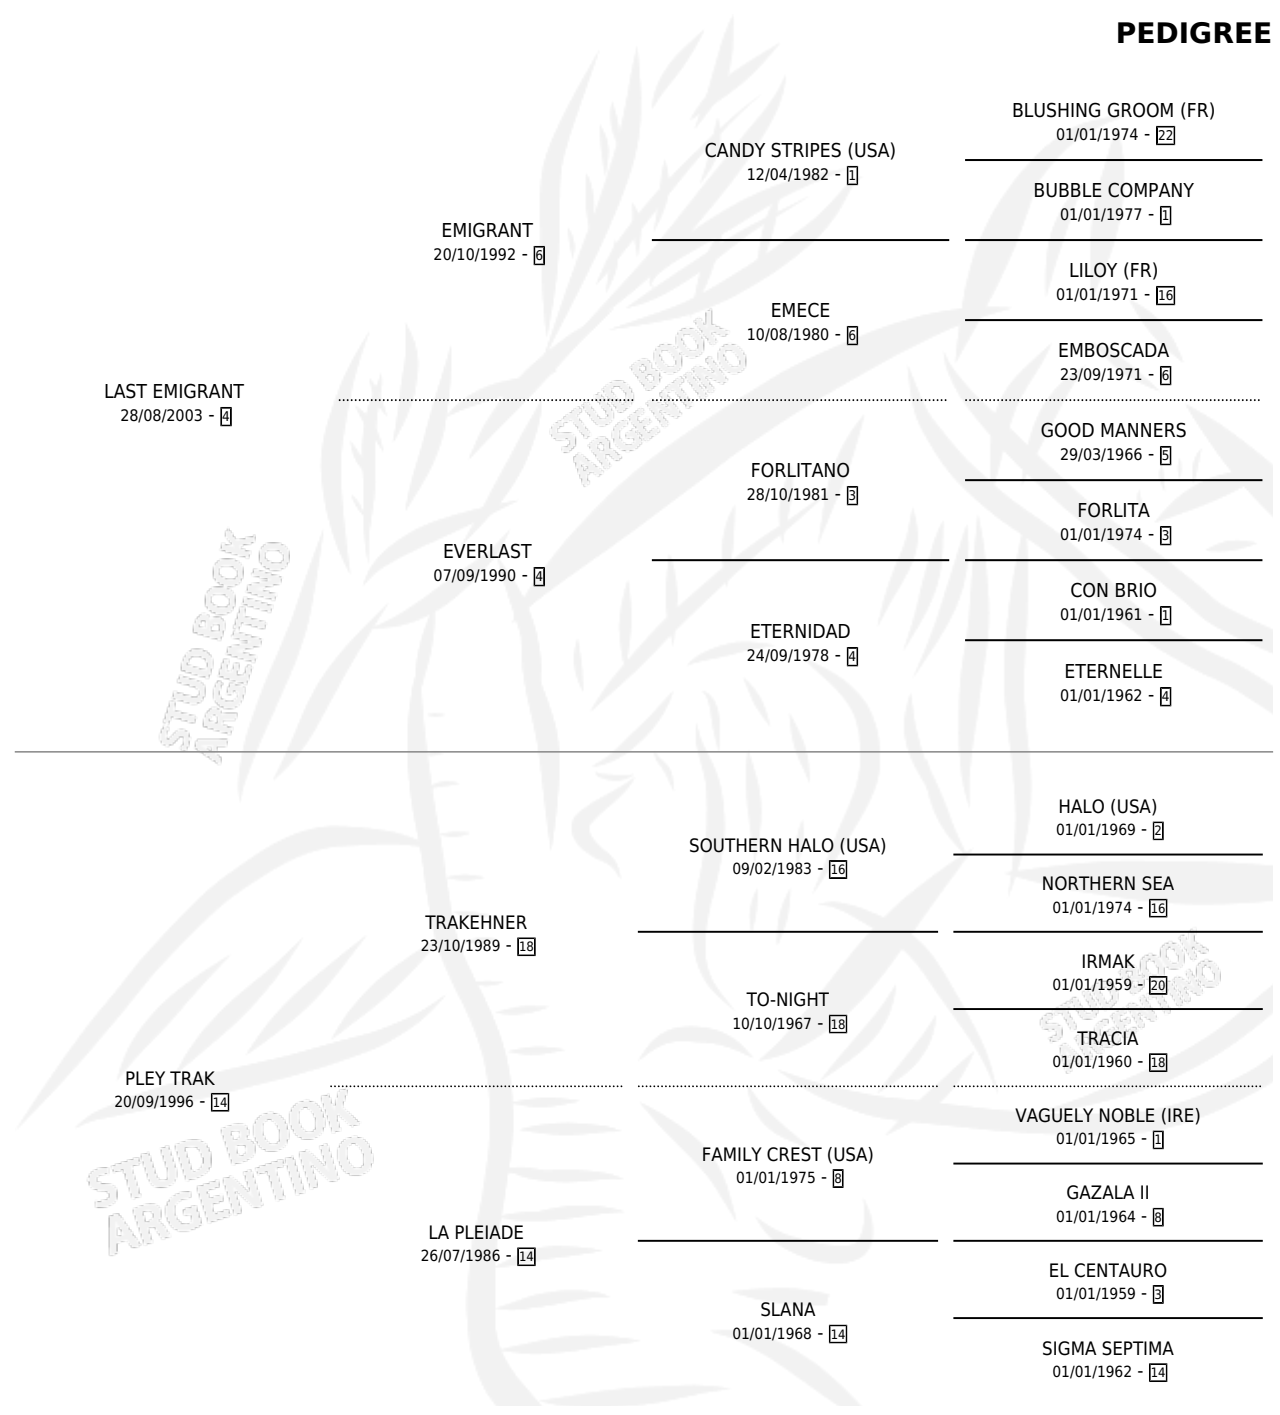 PEDIGREE
BLUSHING GROOM (FR)
01/01/1974 - 22
CANDY STRIPES (USA)
12/04/1982 - 1
BUBBLE COMPANY
01/01/1977 - 1
EMIGRANT
20/10/1992 - 6
LILOY (FR)
01/01/1971 - 16
EMECE
10/08/1980 - 6
EMBOSCADA
23/09/1971 - 6
LAST EMIGRANT
28/08/2003 - 4
GOOD MANNERS
29/03/1966 - 5
FORLITANO
28/10/1981 - 3
FORLITA
01/01/1974 - 3
EVERLAST
07/09/1990 - 4
CON BRIO
01/01/1961 - 1
ETERNIDAD
24/09/1978 - 4
ETERNELLE
01/01/1962 - 4
HALO (USA)
01/01/1969 - 2
SOUTHERN HALO (USA)
09/02/1983 - 16
NORTHERN SEA
01/01/1974 - 16
TRAKEHNER
23/10/1989 - 18
IRMAK
01/01/1959 - 20
TO-NIGHT
10/10/1967 - 18
TRACIA
01/01/1960 - 18
PLEY TRAK
20/09/1996 - 14
VAGUELY NOBLE (IRE)
01/01/1965 - 1
FAMILY CREST (USA)
01/01/1975 - 8
GAZALA II
01/01/1964 - 8
LA PLEIADE
26/07/1986 - 14
EL CENTAURO
01/01/1959 - 3
SLANA
01/01/1968 - 14
SIGMA SEPTIMA
01/01/1962 - 14
STUD BOOK
ARGENTINO
STUD BOOK
ARGENTINO
STUD BOOK
ARGENTINO
STUD BOOK
ARGENTINO